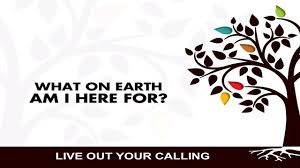 WHAT ON EARTH
AM I HERE FOR?
LIVE OUT YOUR CALLING